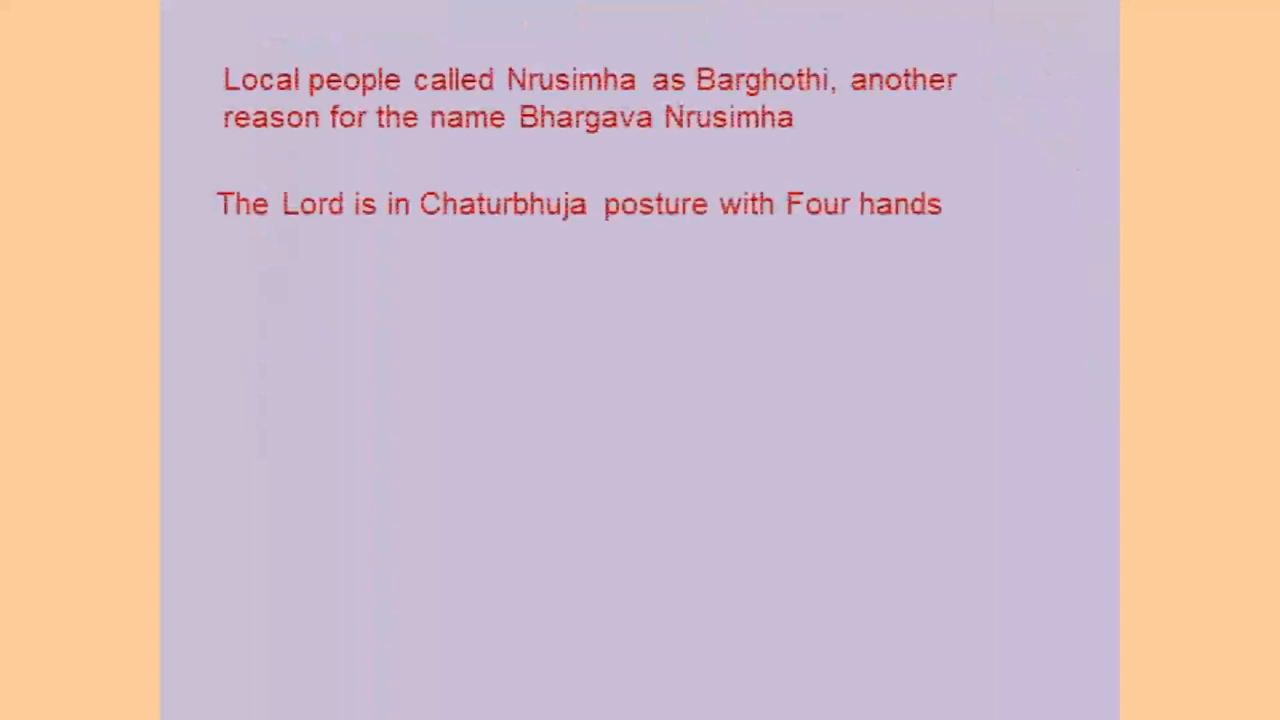 Local people called Nrusimha as Barghothi, another
reason for the name Bhargava Nrusimha
The Lord is in Chaturbhuja posture with Four hands